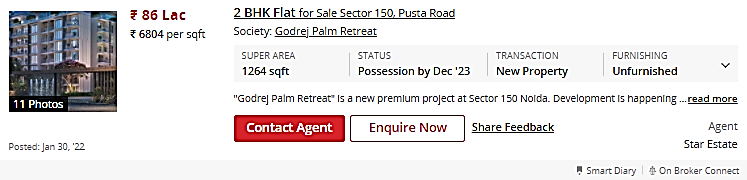 ₹ 86 Lac
₹ 6804 per sqft
11 Photos
Posted: Jan 30, '22
2 BHK Flat for Sale Sector 150, Pusta Road
Society: Godrej Palm Retreat
SUPER AREA
1264 sqft
STATUS
Possession by Dec '23
TRANSACTION
New Property
FURNISHING
Unfurnished
"Godrej Palm Retreat" is a new premium project at Sector 150 Noida. Development is happening ...read more
Contact Agent
Enquire Now
Share Feedback
Agent
Star Estate
Smart Diary
On Broker Connect